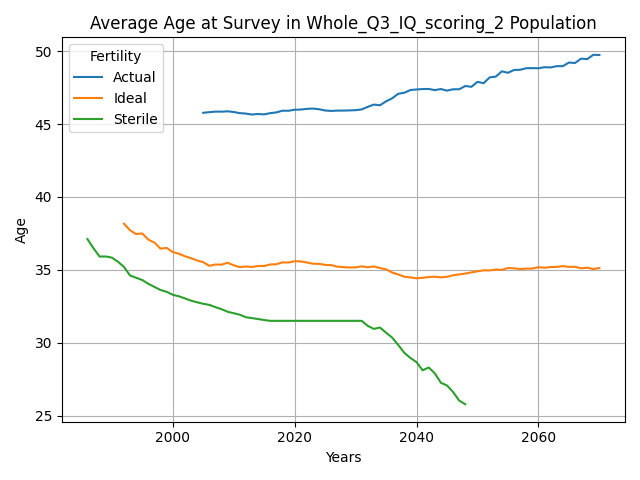 Average Age at Survey in Whole_Q3_IQ_scoring_2 Population
Fertility
Actual
Ideal
Sterile
50
45
40
35
30
25
Age
2000
2020
2040
2060
Years